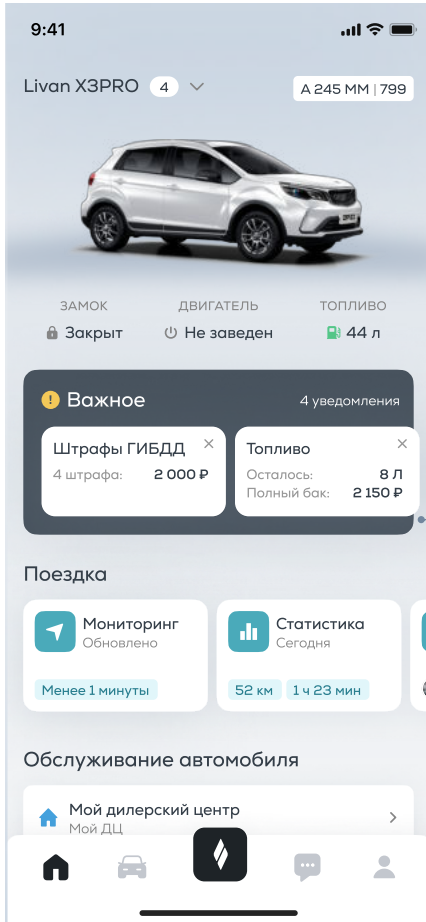 9:41
Livan X3PRO 4
А 245 ММ | 799
ЗАМОК ДВИГАТЕЛЬ ТОПЛИВО
Закрыт Не заведен 44 л
Важное 4 уведомления
Штрафы ГИБДД
4 штрафа: 2 000 ₽
Топливо
Осталось: 8 Л
Полный бак: 2 150 ₽
Поездка
Мониторинг
Обновлено
Менее 1 минуты
Статистика
Сегодня
52 км 1 ч 23 мин
Обслуживание автомобиля
Мой дилерский центр
Мой ДЦ